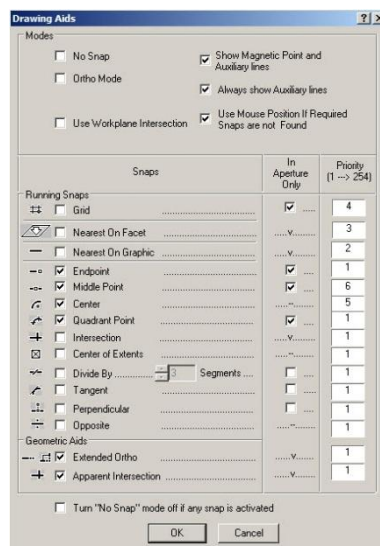 Drawing Aids
Modes
No Snap
Show Magnetic Point and
Auxiliary lines
Ortho Mode
Always show Auxiliary lines
Use Workplane Intersection
Use Mouse Position If Required
Snaps are not Found
Snaps
In
Aperture
Only
Priority
(1 ---> 254)
Running Snaps
Grid ........ 4
Nearest On Facet ........ v ........ 3
Nearest On Graphic ........ v ........ 2
Endpoint ........ 1
Middle Point ........ 6
Center ........ -- ........ 5
Quadrant Point ........ 1
Intersection ........ v ........ 1
Center of Extents ........ -- ........ 1
Divide By ........ 3 Segments .... 1
Tangent ........ 1
Perpendicular ........ 1
Opposite ........ -- ........ 1
Geometric Aids
Extended Ortho ........ v ........ 1
Apparent Intersection ........ v ........ 1
Turn "No Snap" mode off if any snap is activated
OK Cancel